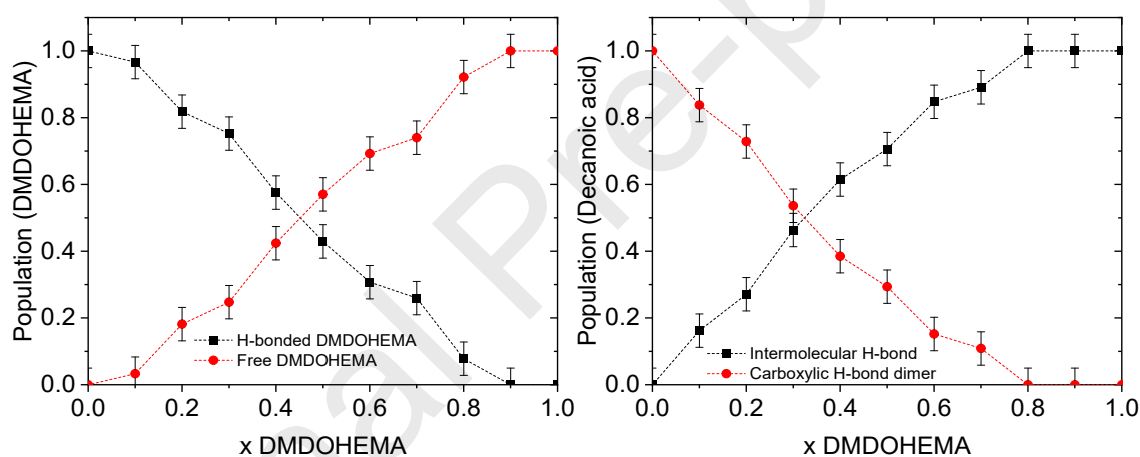 1.0
0.8
0.6
0.4
0.2
0.0
Population (DMDOHEMA)
H-bonded DMDOHEMA
Free DMDOHEMA
0.0 0.2 0.4 0.6 0.8 1.0
x DMDOHEMA
1.0
0.8
0.6
0.4
0.2
0.0
Population (Decanoic acid)
Intermolecular H-bond
Carboxylic H-bond dimer
0.0 0.2 0.4 0.6 0.8 1.0
x DMDOHEMA
al Pre-p